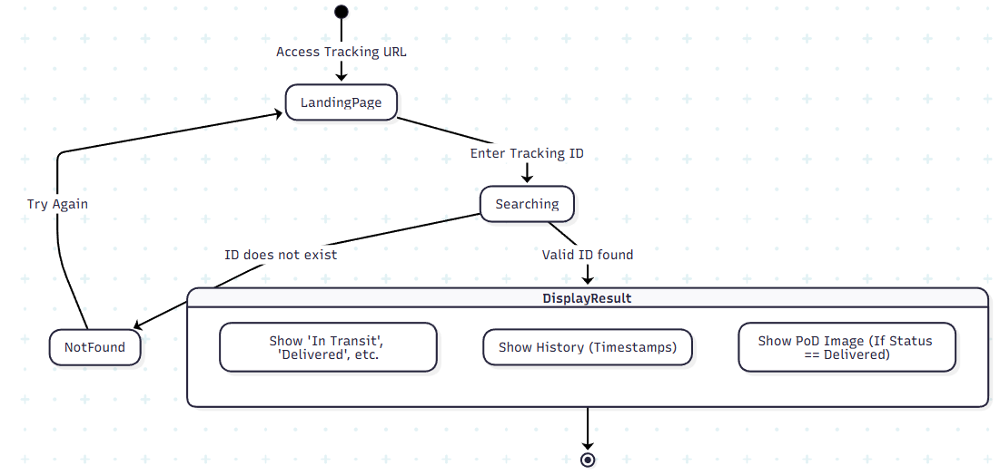 Access Tracking URL
LandingPage
Enter Tracking ID
Try Again
Searching
ID does not exist
Valid ID found
DisplayResult
NotFound
Show 'In Transit',
'Delivered', etc.
Show History (Timestamps)
Show PoD Image (If Status
== Delivered)